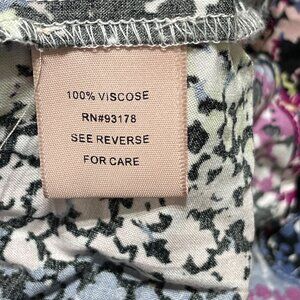 100% VISCOSE
RN#93178
SEE REVERSE
FOR CARE